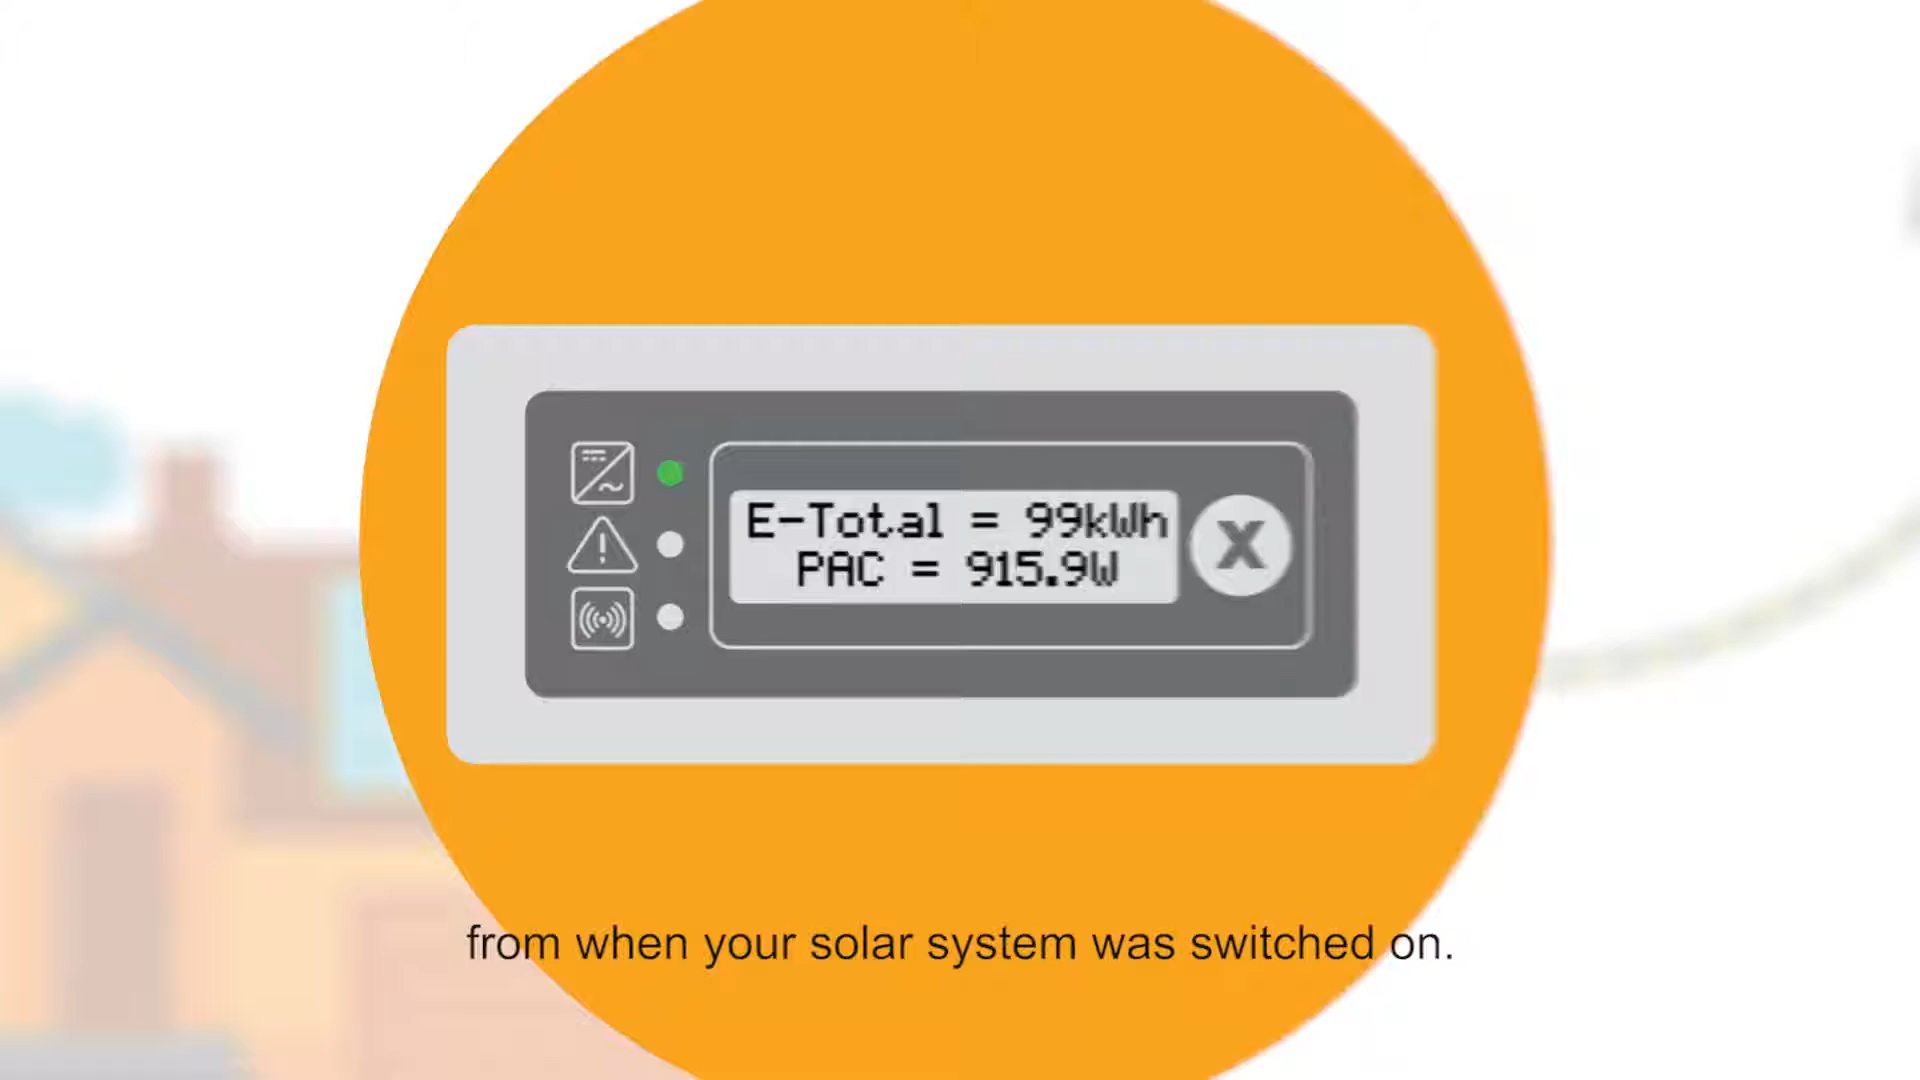 E-Total = 99kWh
PAC = 915.9W
X
from when your solar system was switched on.